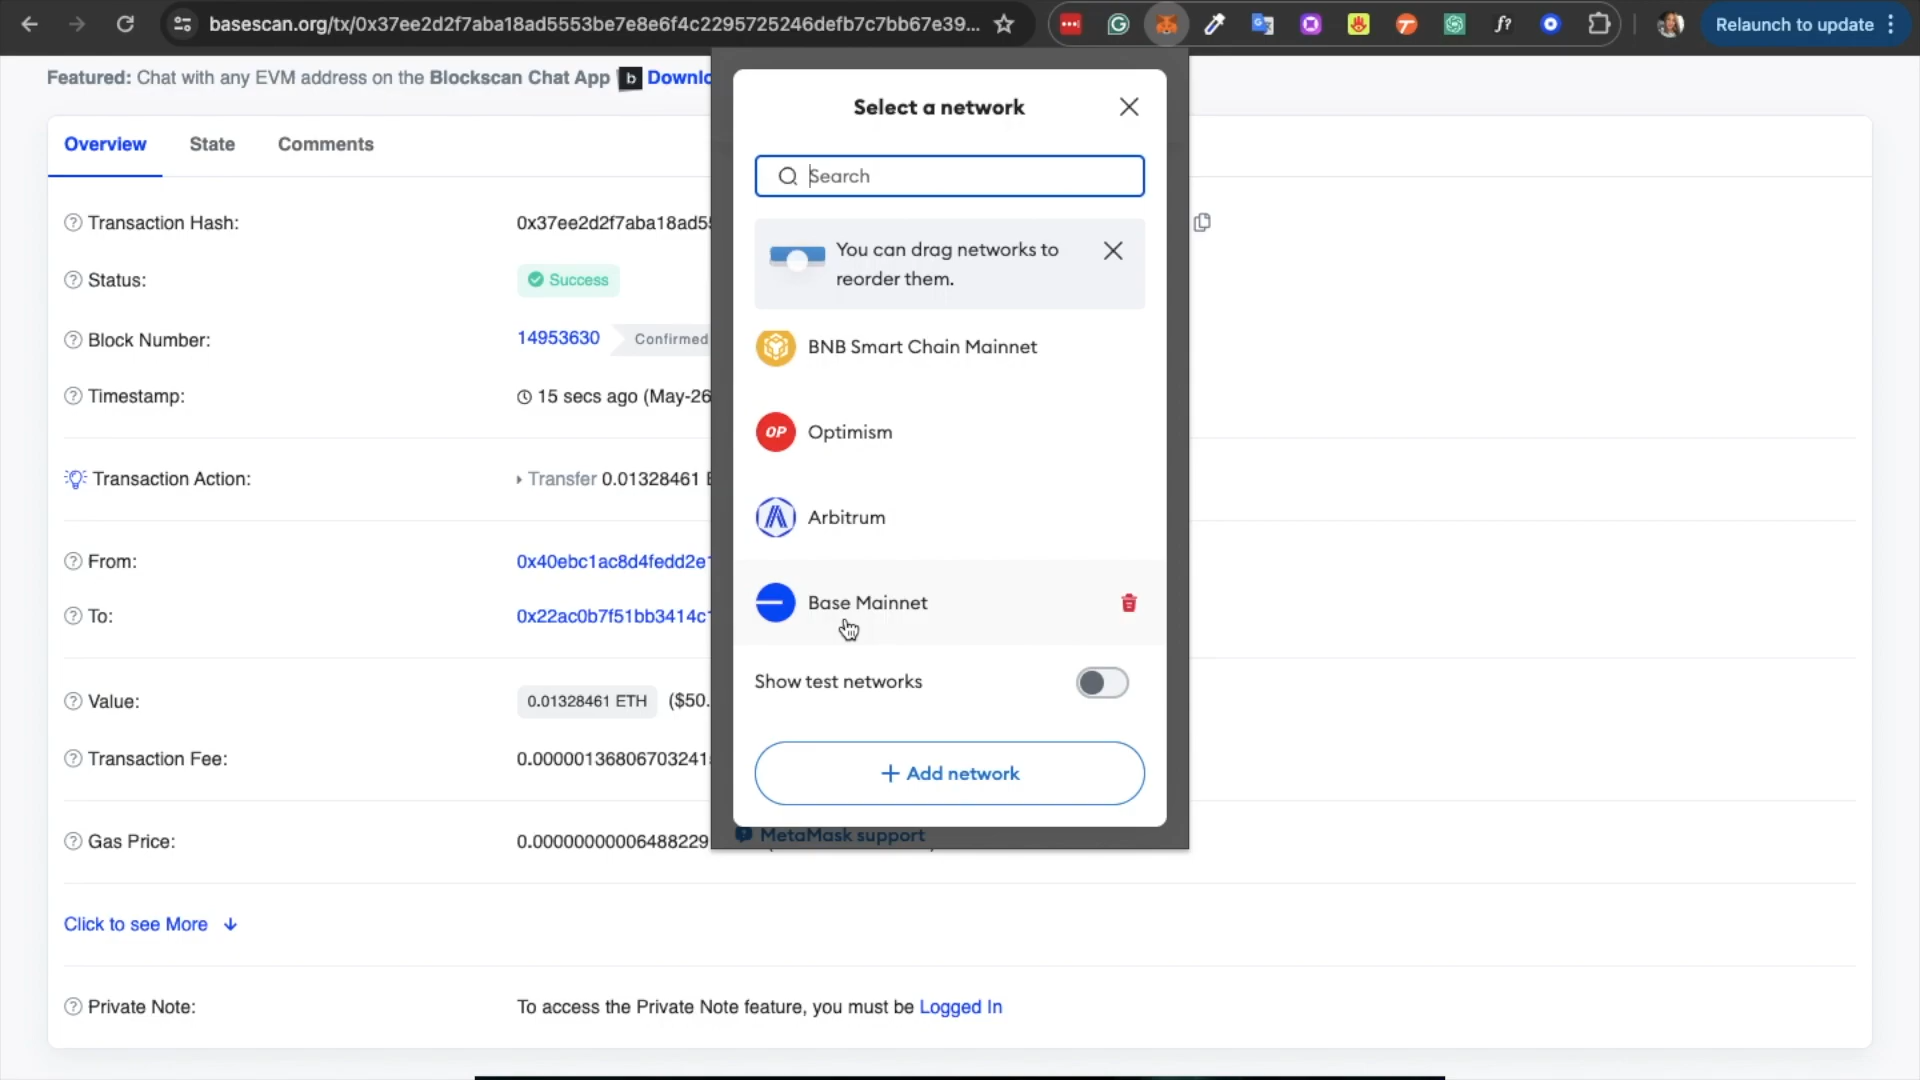 basescan.org/tx/0x37ee2d2f7aba18ad5553be7e8e6f4c2295725246defb7c7bb67e39...
f?
Relaunch to update
Featured: Chat with any EVM address on the Blockscan Chat App b Downlo
Select a network
Overview
State
Comments
Search
Transaction Hash:
0x37ee2d2f7aba18ad5
You can drag networks to
reorder them.
Status:
Success
Block Number:
14953630
Confirmed
BNB Smart Chain Mainnet
Timestamp:
15 secs ago (May-26
OP Optimism
Transaction Action:
Transfer 0.01328461
Arbitrum
From:
0x40ebc1ac8d4fedd2e
Base Mainnet
To:
0x22ac0b7f51bb3414c
Show test networks
Value:
0.01328461 ETH
($50.
Transaction Fee:
0.00000136806703241
+ Add network
Gas Price:
0.00000000006488229
MetaMask support
Click to see More
Private Note:
To access the Private Note feature, you must be Logged In